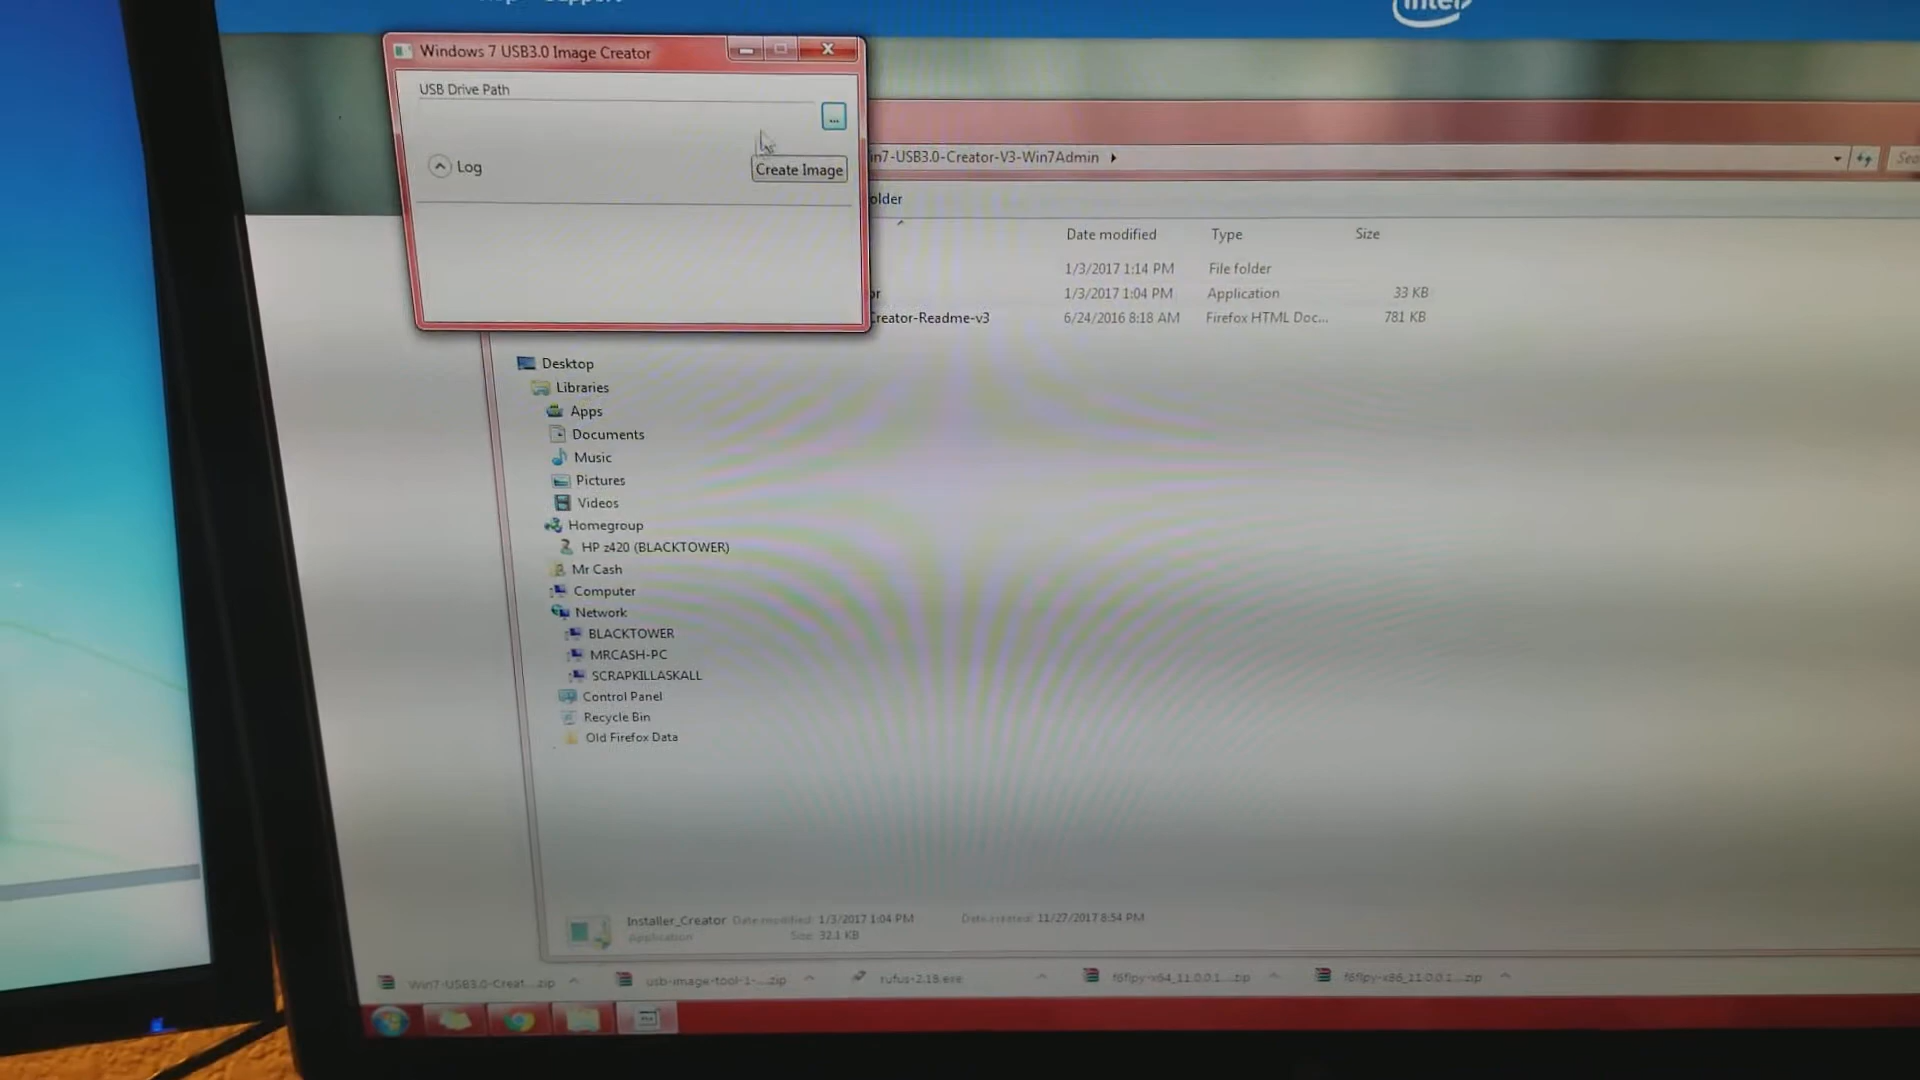 Support
intel
Windows 7 USB3.0 Image Creator
USB Drive Path
...
Log
Create Image
in7-USB3.0-Creator-V3-Win7Admin
older
Date modified Type Size
1/3/2017 1:14 PM File folder
or 1/3/2017 1:04 PM Application 33 KB
Creator-Readme-v3 6/24/2016 8:18 AM Firefox HTML Doc... 781 KB
Desktop
Libraries
Apps
Documents
Music
Pictures
Videos
Homegroup
HP z420 (BLACKTOWER)
Mr Cash
Computer
Network
BLACKTOWER
MRCASH-PC
SCRAPKILLASKALL
Control Panel
Recycle Bin
Old Firefox Data
Installer_Creator Date modified: 1/3/2017 1:04 PM Date created: 11/27/2017 8:54 PM
Application Size: 32.1 KB
Win7-USB3.0-Creat....zip usb-image-tool-1-....zip rufus-2.18.exe f6flpy-x64_11.0.0.1....zip f6flpy-x86_11.0.0.1....zip